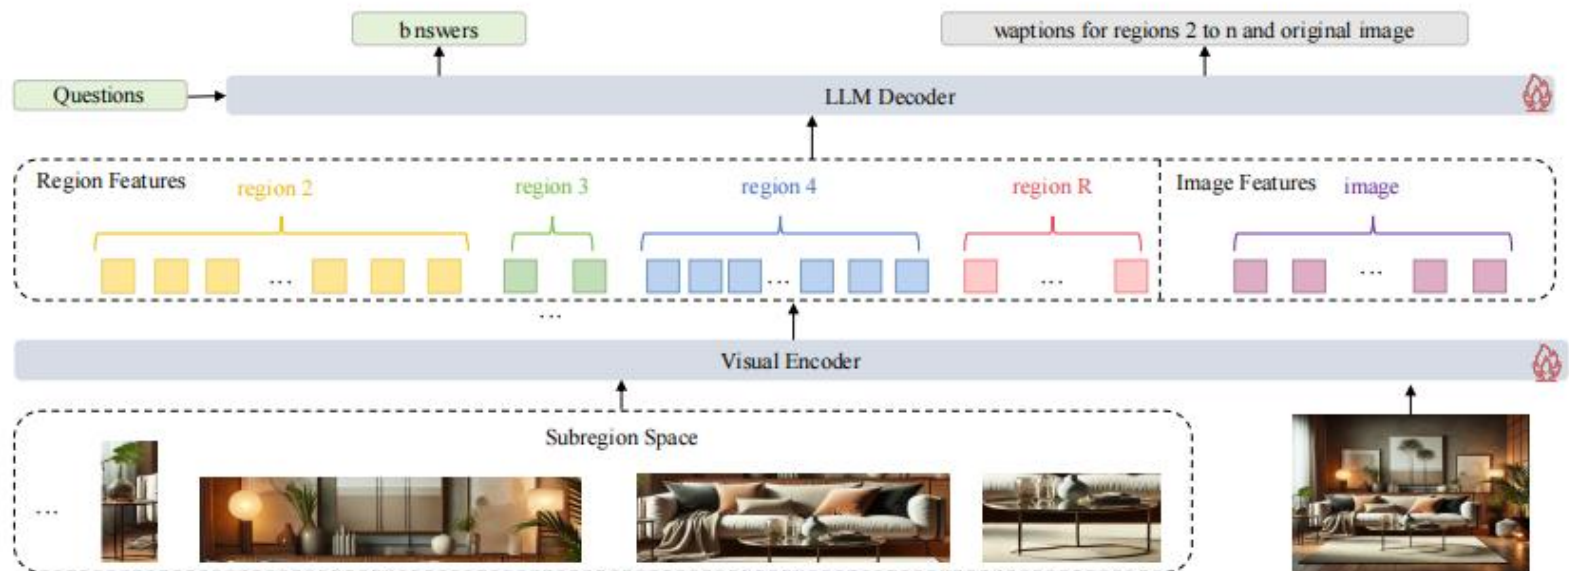 b nswers
waptions for regions 2 to n and original image
Questions
LLM Decoder
Region Features
region 2
region 3
region 4
region R
Image Features
image
...
...
...
...
...
Visual Encoder
Subregion Space
...